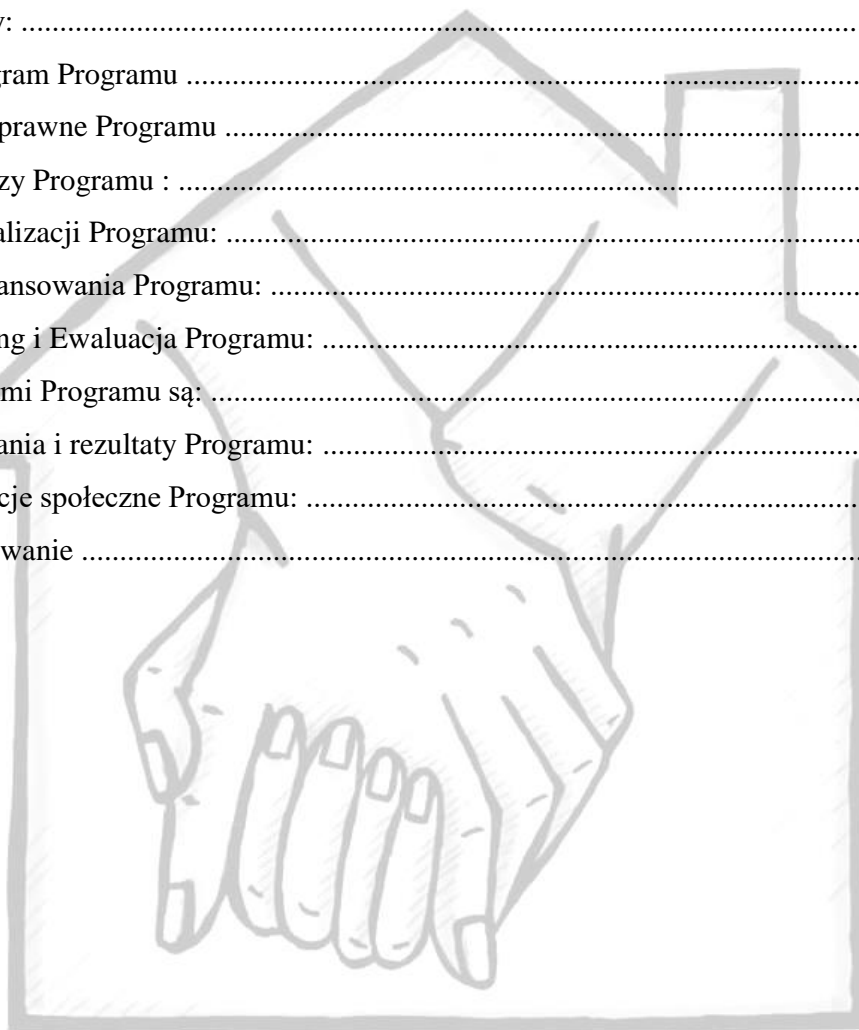 y: ........................................................................................................................
gram Programu ................................................................................................
prawne Programu ..........................................................................................
zy Programu : .................................................................................................
alizacji Programu: ..........................................................................................
ansowania Programu: ....................................................................................
ng i Ewaluacja Programu: .............................................................................
mi Programu są: .............................................................................................
ania i rezultaty Programu: .............................................................................
cje społeczne Programu: ...............................................................................
wanie ................................................................................................................